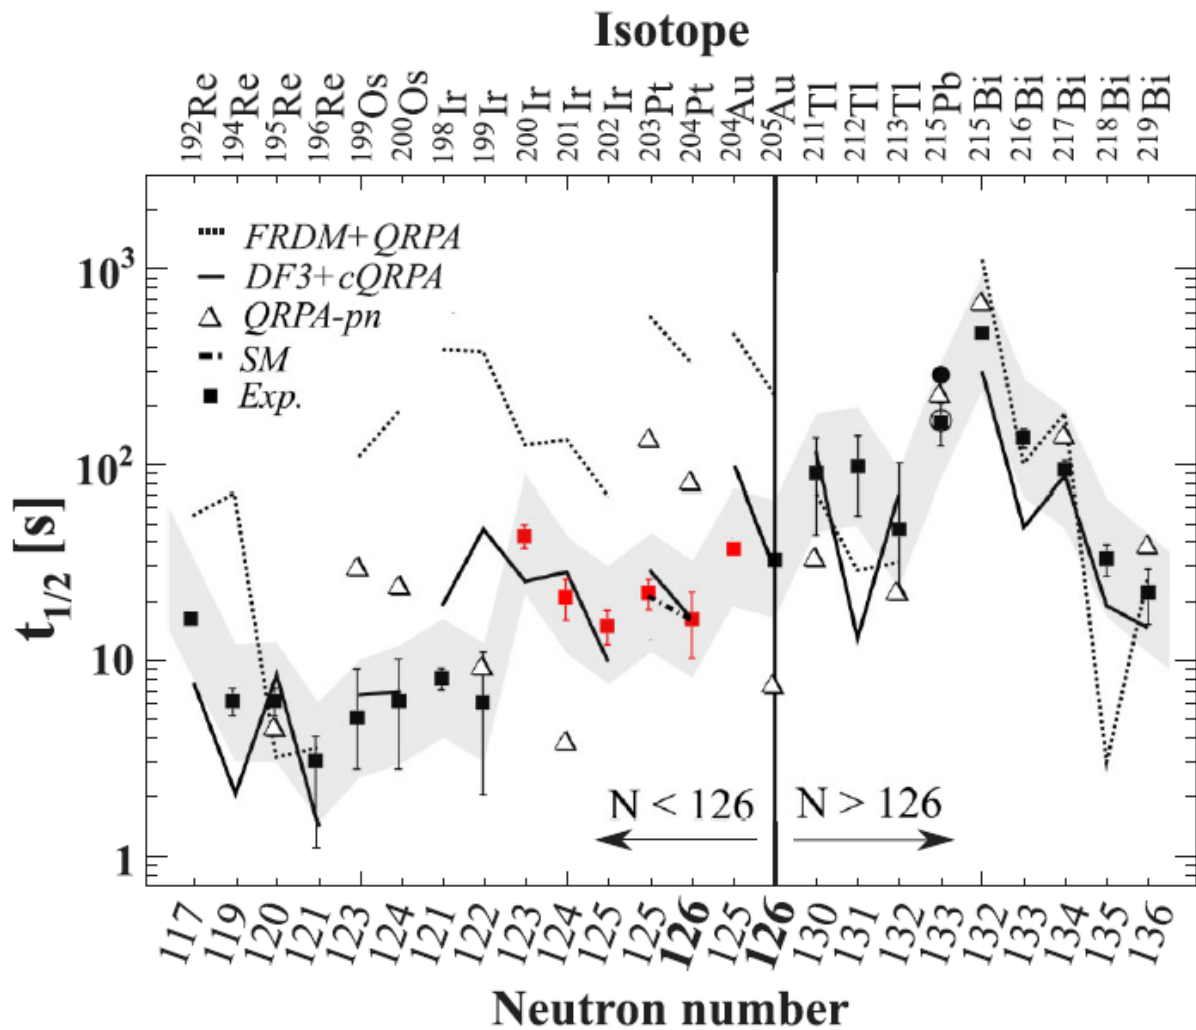 Isotope
¹⁹²Re ¹⁹⁴Re ¹⁹⁵Re ¹⁹⁶Re ¹⁹⁹Os ²⁰⁰Os ¹⁹⁸Ir ¹⁹⁹Ir ²⁰⁰Ir ²⁰¹Ir ²⁰²Ir ²⁰³Pt ²⁰⁴Pt ²⁰⁴Au ²⁰⁵Au ²¹¹Tl ²¹²Tl ²¹³Tl ²¹⁵Pb ²¹⁵Bi ²¹⁶Bi ²¹⁷Bi ²¹⁸Bi ²¹⁹Bi
FRDM+QRPA
DF3+cQRPA
QRPA-pn
SM
Exp.
10³
10²
10
1
t₁/₂ [s]
N < 126
N > 126
117 119 120 121 123 124 121 122 123 124 125 125 126 125 126 130 131 132 133 132 133 134 135 136
Neutron number